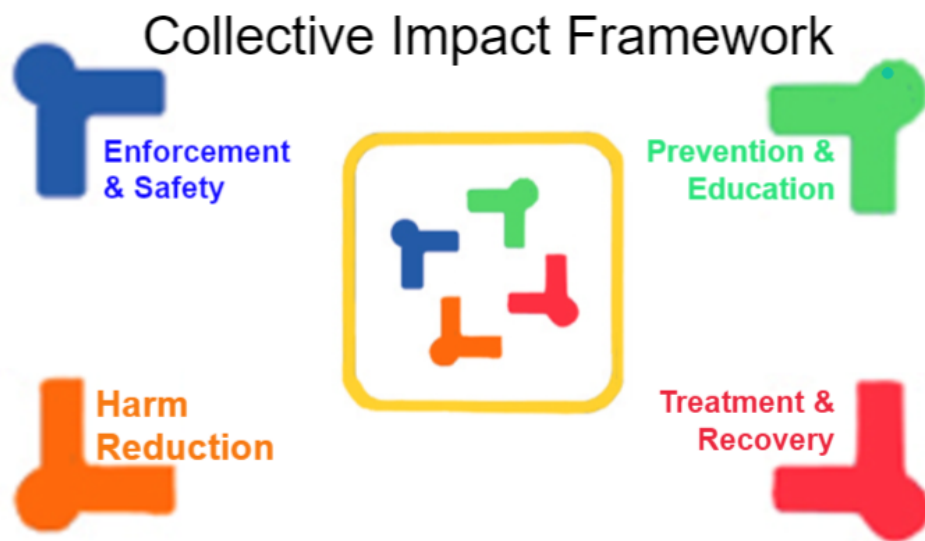 Collective Impact Framework
Enforcement
& Safety
Prevention &
Education
Harm
Reduction
Treatment &
Recovery